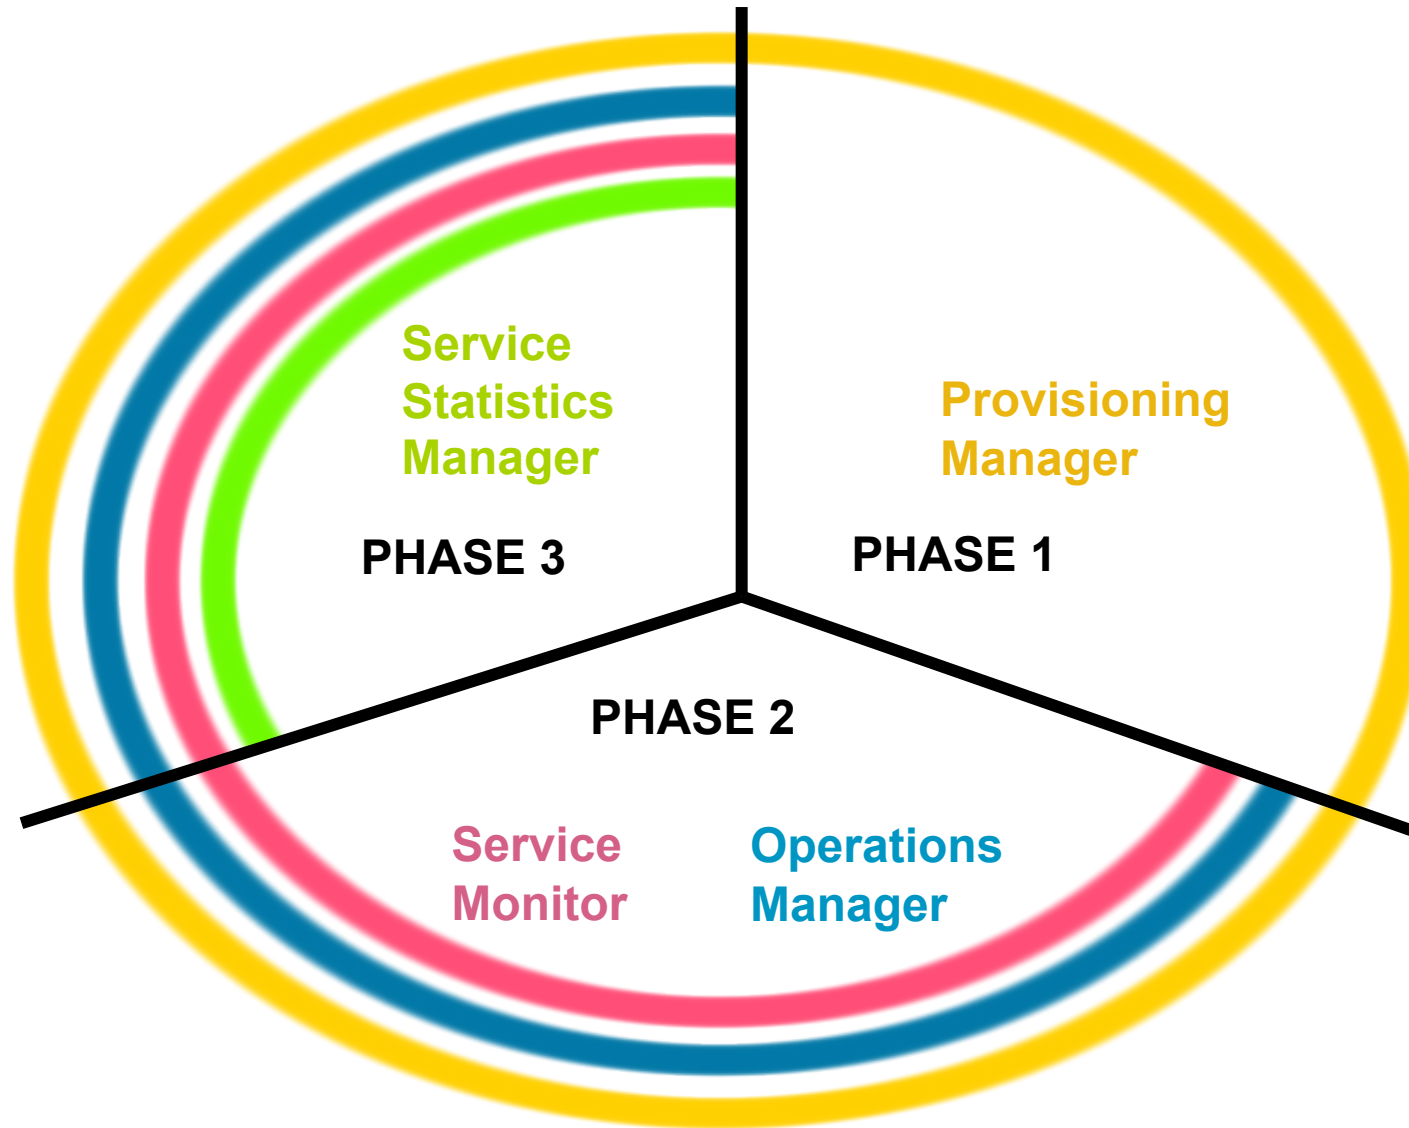 Service
Statistics
Manager
PHASE 3
Provisioning
Manager
PHASE 1
PHASE 2
Service
Monitor
Operations
Manager